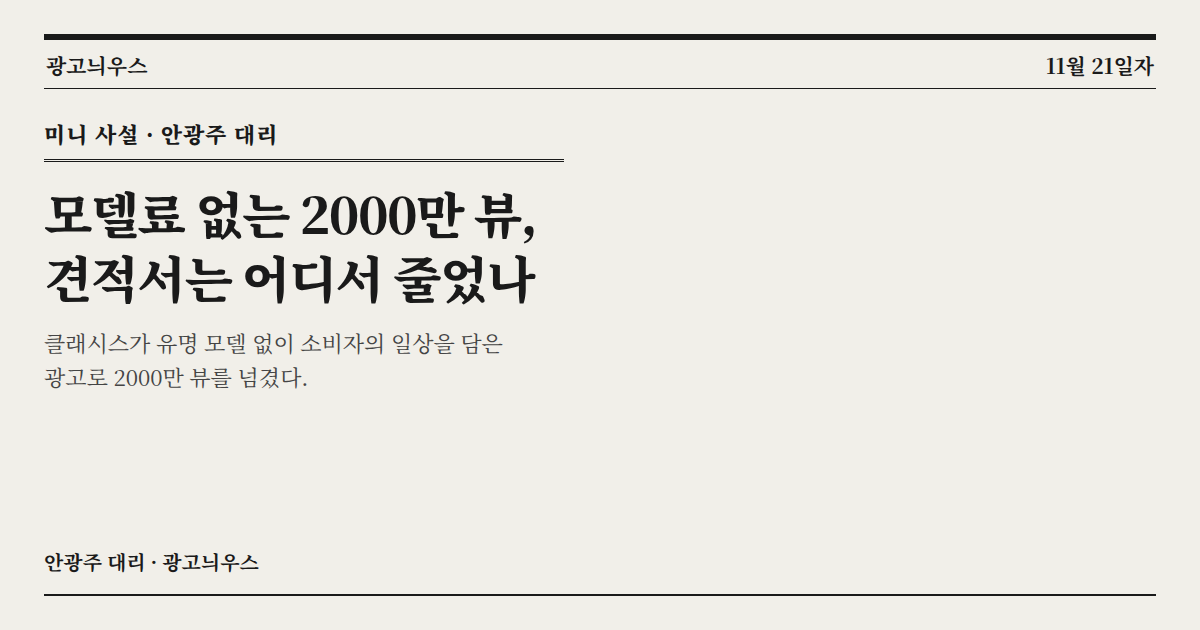 광고늬우스
11월 21일자
미니 사설 · 안광주 대리
모델료 없는 2000만 뷰,
견적서는 어디서 줄었나
클래시스가 유명 모델 없이 소비자의 일상을 담은
광고로 2000만 뷰를 넘겼다.
안광주 대리 · 광고늬우스